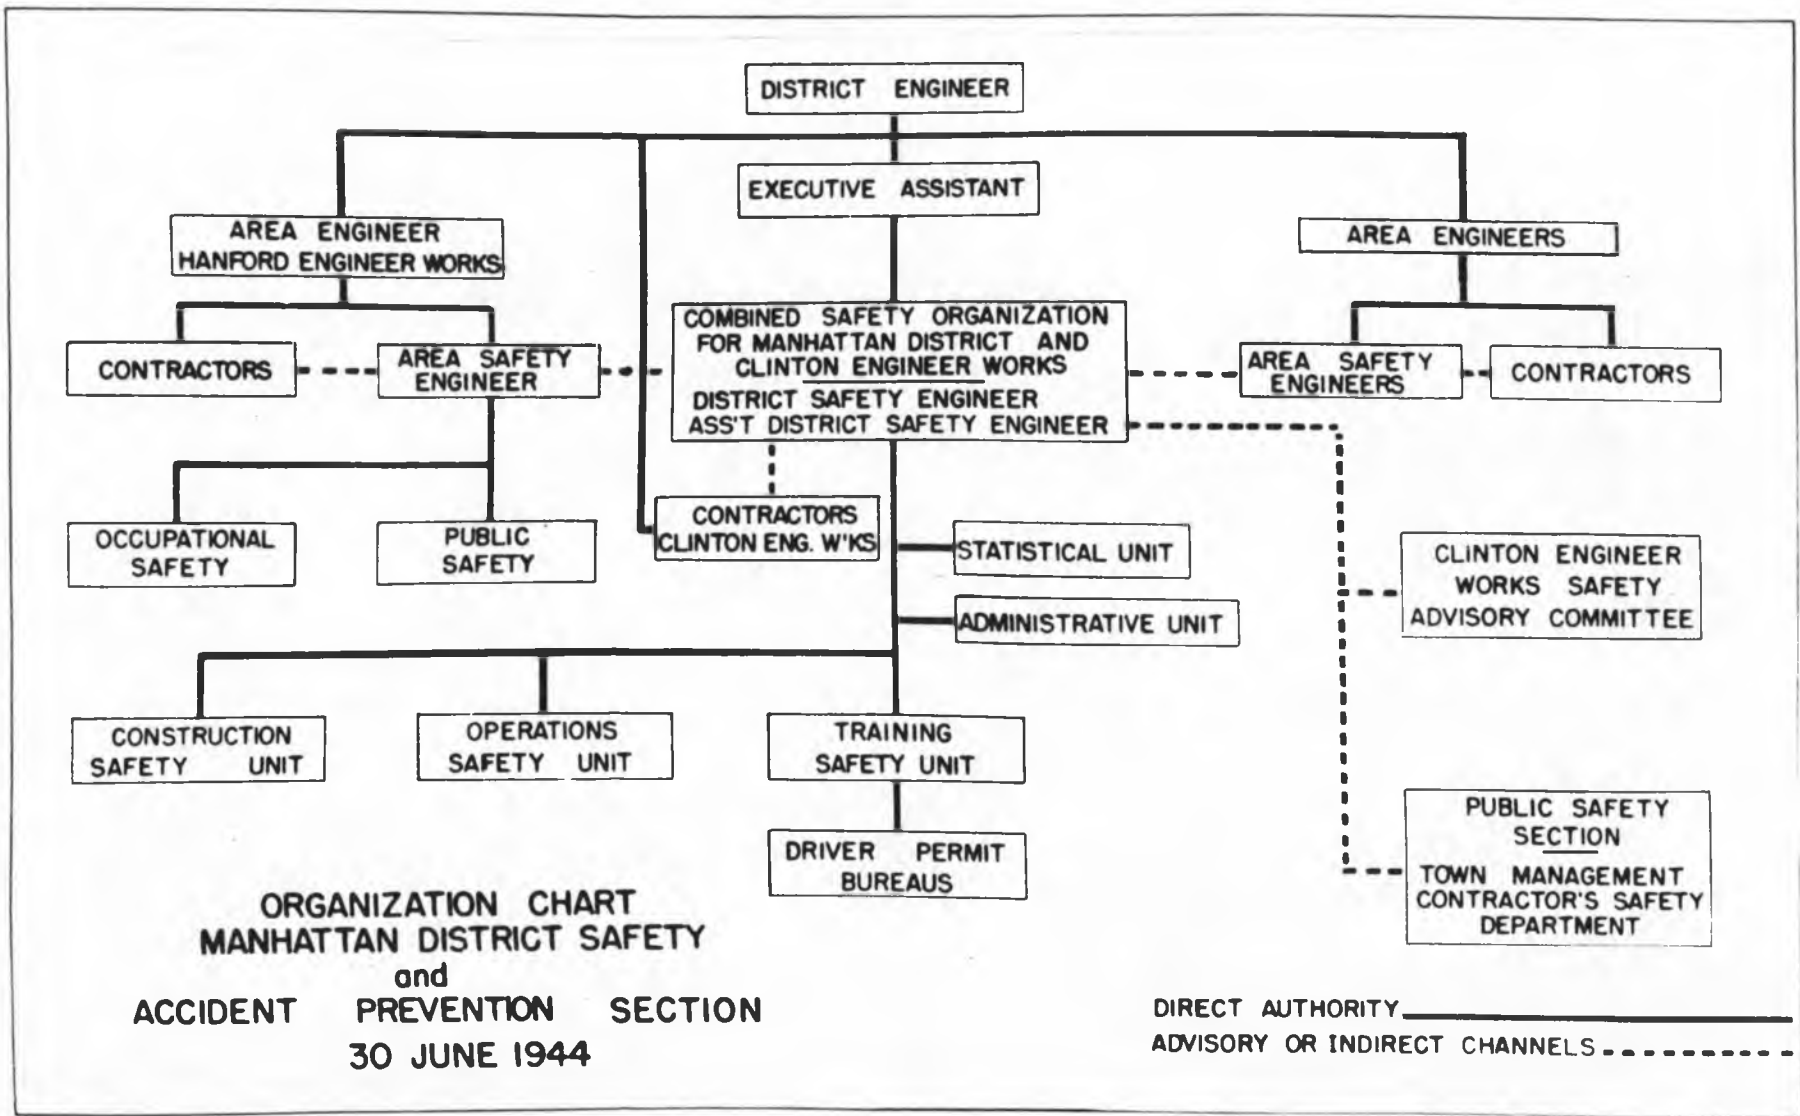 DISTRICT ENGINEER
EXECUTIVE ASSISTANT
AREA ENGINEER
HANFORD ENGINEER WORKS
AREA ENGINEERS
CONTRACTORS
AREA SAFETY
ENGINEER
COMBINED SAFETY ORGANIZATION
FOR MANHATTAN DISTRICT AND
CLINTON ENGINEER WORKS
DISTRICT SAFETY ENGINEER
ASS'T DISTRICT SAFETY ENGINEER
AREA SAFETY
ENGINEERS
CONTRACTORS
OCCUPATIONAL
SAFETY
PUBLIC
SAFETY
CONTRACTORS
CLINTON ENG. W'KS
STATISTICAL UNIT
ADMINISTRATIVE UNIT
CLINTON ENGINEER
WORKS SAFETY
ADVISORY COMMITTEE
CONSTRUCTION
SAFETY UNIT
OPERATIONS
SAFETY UNIT
TRAINING
SAFETY UNIT
DRIVER PERMIT
BUREAUS
PUBLIC SAFETY
SECTION
TOWN MANAGEMENT
CONTRACTOR'S SAFETY
DEPARTMENT
ORGANIZATION CHART
MANHATTAN DISTRICT SAFETY
and
ACCIDENT PREVENTION SECTION
30 JUNE 1944
DIRECT AUTHORITY
ADVISORY OR INDIRECT CHANNELS